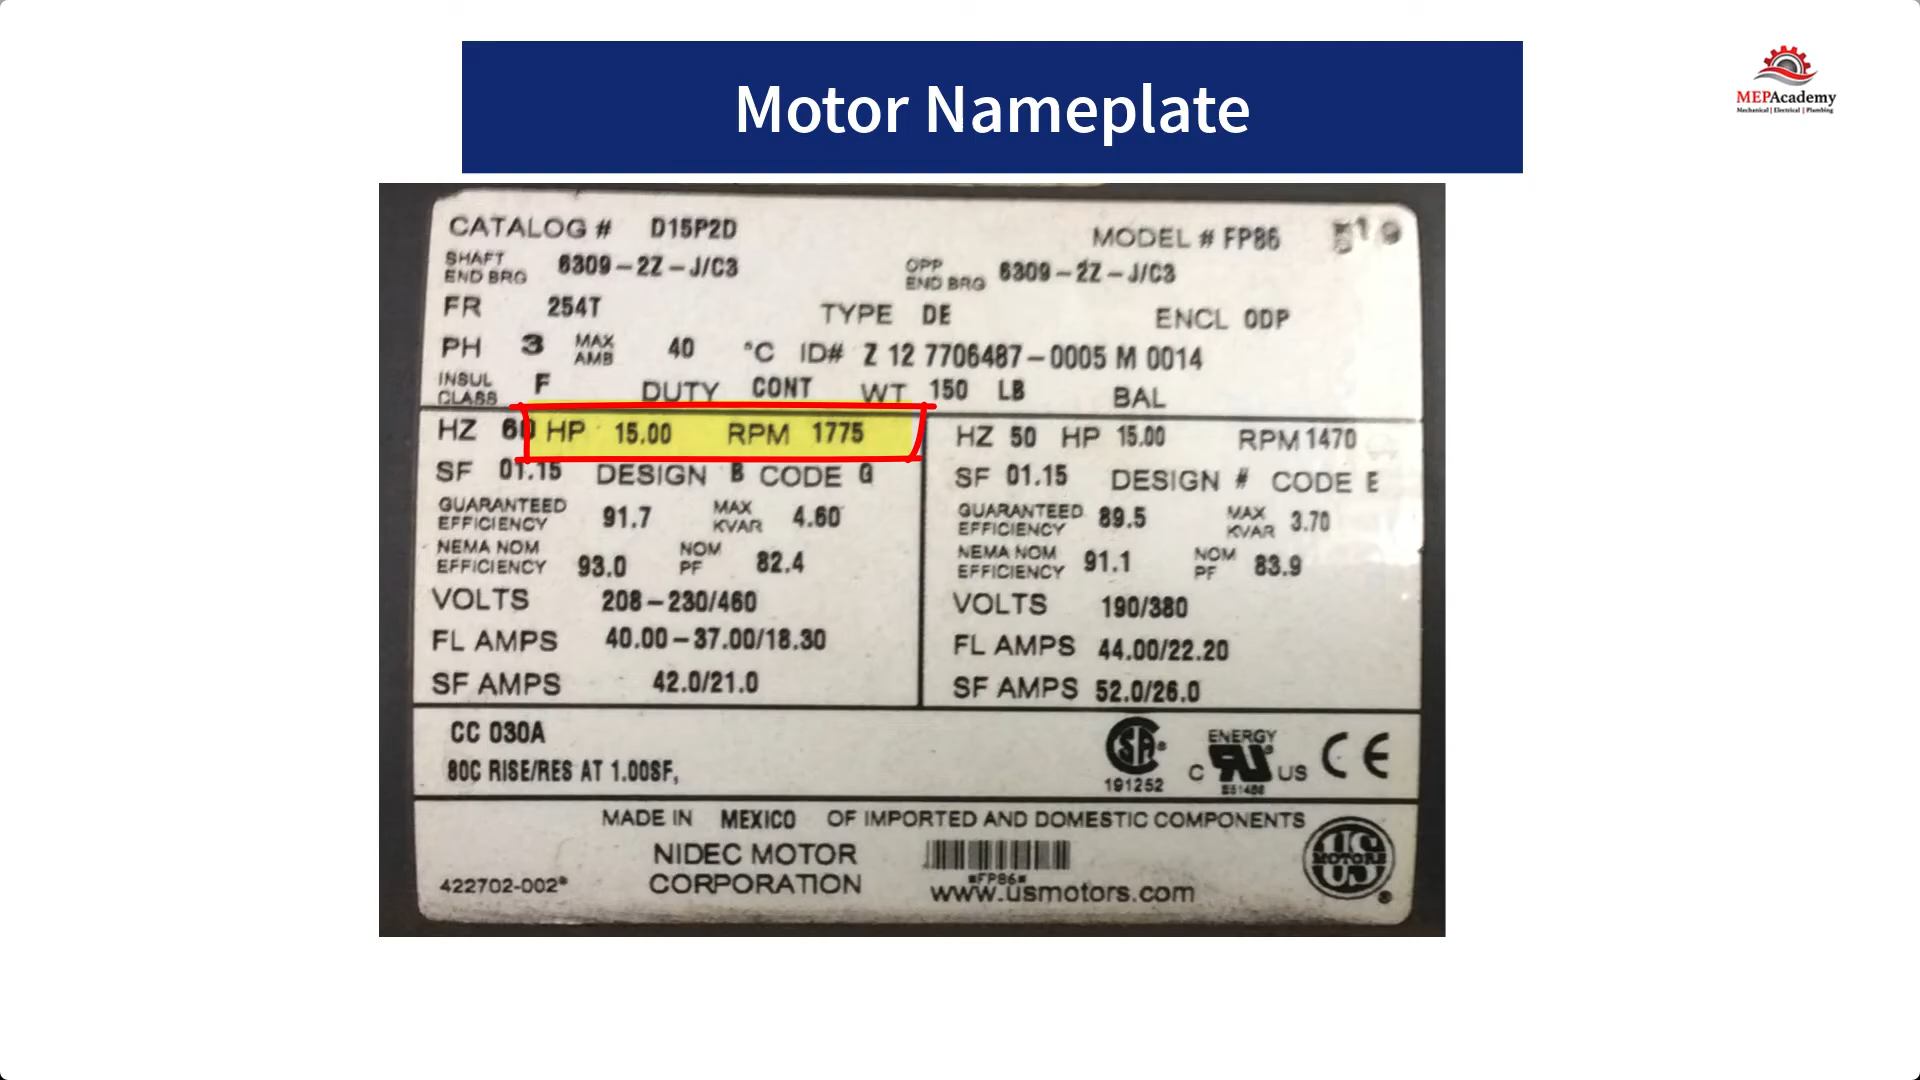 Motor Nameplate
MEPAcademy
Mechanical | Electrical | Plumbing
CATALOG # D15P2D
MODEL # FP86
SHAFT END BRG 6309-2Z-J/C3
OPP END BRG 6309-2Z-J/C3
FR 254T TYPE DE ENCL ODP
PH 3 MAX AMB 40 °C ID# Z 12 7706487-0005 M 0014
INSUL CLASS F DUTY CONT WT 150 LB BAL
HZ 60 HP 15.00 RPM 1775
SF 01.15 DESIGN B CODE G
GUARANTEED EFFICIENCY 91.7 MAX KVAR 4.60
NEMA NOM EFFICIENCY 93.0 NOM PF 82.4
VOLTS 208-230/460
FL AMPS 40.00-37.00/18.30
SF AMPS 42.0/21.0
HZ 50 HP 15.00 RPM 1470
SF 01.15 DESIGN # CODE E
GUARANTEED EFFICIENCY 89.5 MAX KVAR 3.70
NEMA NOM EFFICIENCY 91.1 NOM PF 83.9
VOLTS 190/380
FL AMPS 44.00/22.20
SF AMPS 52.0/26.0
CC 030A
80C RISE/RES AT 1.00SF,
SA
191252
ENERGY
C RU US
CE
MADE IN MEXICO OF IMPORTED AND DOMESTIC COMPONENTS
NIDEC MOTOR
CORPORATION
422702-002*
*FP86*
www.usmotors.com
US MOTORS